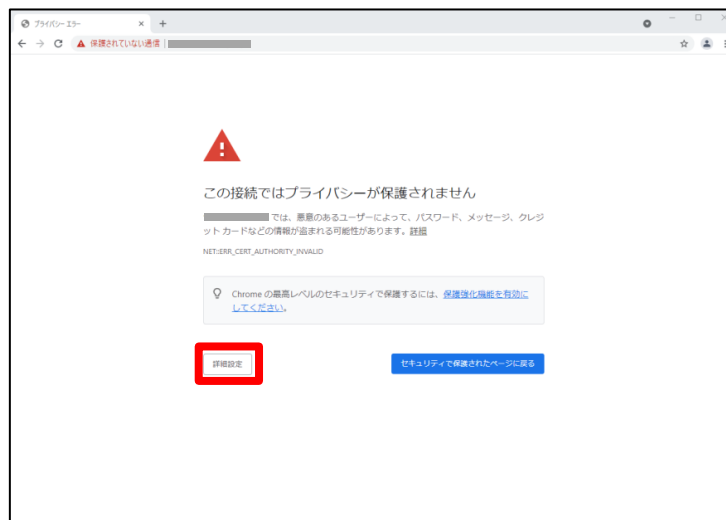 プライバシー エラー
保護されていない通信
この接続ではプライバシーが保護されません
では、悪意のあるユーザーによって、パスワード、メッセージ、クレジ
ット カードなどの情報が盗まれる可能性があります。詳細
NET::ERR_CERT_AUTHORITY_INVALID
Chrome の最高レベルのセキュリティで保護するには、保護強化機能を有効に
してください。
詳細設定
セキュリティで保護されたページに戻る